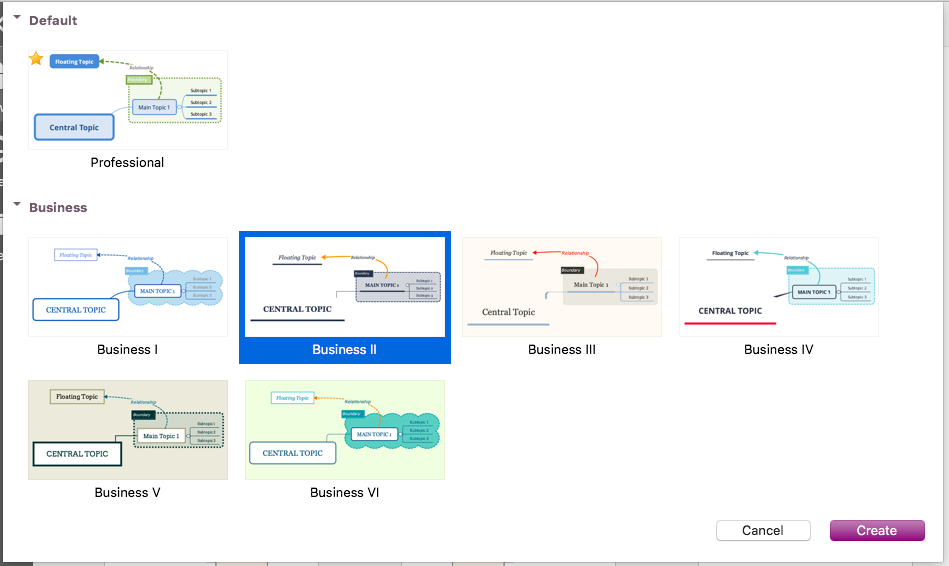 Default
Floating Topic
Relationship
Boundary
Subtopic 1
Main Topic 1
Subtopic 2
Subtopic 3
Central Topic
Professional
Business
Floating Topic
Relationship
Boundary
Subtopic 1
MAIN TOPIC 1
Subtopic 2
Subtopic 3
CENTRAL TOPIC
Business I
Floating Topic
Relationship
Boundary
Subtopic 1
MAIN TOPIC 1
Subtopic 2
Subtopic 3
CENTRAL TOPIC
Business II
Floating Topic
Relationship
Boundary
Subtopic 1
Main Topic 1
Subtopic 2
Subtopic 3
Central Topic
Business III
Floating Topic
Relationship
Boundary
Subtopic 1
MAIN TOPIC 1
Subtopic 2
Subtopic 3
CENTRAL TOPIC
Business IV
Floating Topic
Relationship
Boundary
Subtopic 1
Main Topic 1
Subtopic 2
Subtopic 3
CENTRAL TOPIC
Business V
Floating Topic
Relationship
Boundary
Subtopic 1
MAIN TOPIC 1
Subtopic 2
Subtopic 3
CENTRAL TOPIC
Business VI
Cancel
Create